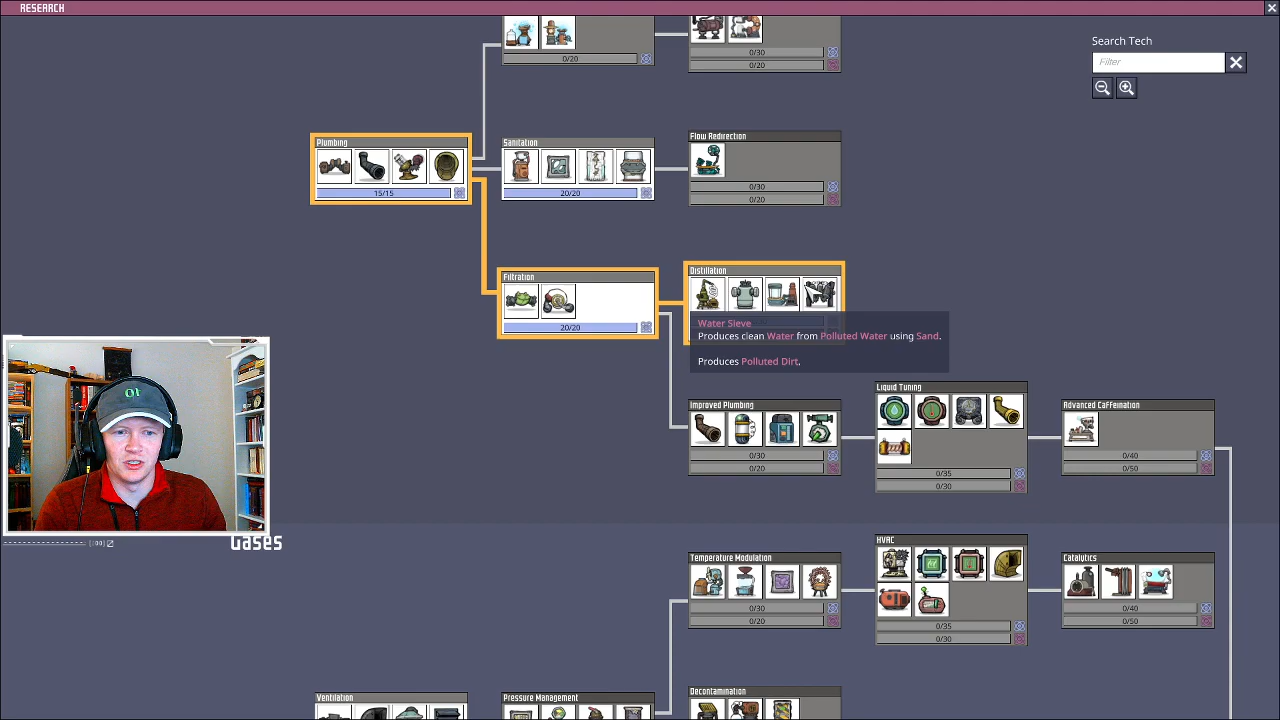 RESEARCH
Search Tech
Filter
0/20
0/30
0/20
Plumbing
15/15
Sanitation
20/20
Flow Redirection
0/30
0/20
Filtration
20/20
Distillation
Water Sieve
Produces clean Water from Polluted Water using Sand.
Produces Polluted Dirt.
Improved Plumbing
0/30
0/20
Liquid Tuning
0/35
0/30
Advanced Caffeination
0/40
0/50
Gases
Temperature Modulation
0/30
0/20
HVAC
0/35
0/30
Catalytics
0/40
0/50
Ventilation
Pressure Management
Decontamination